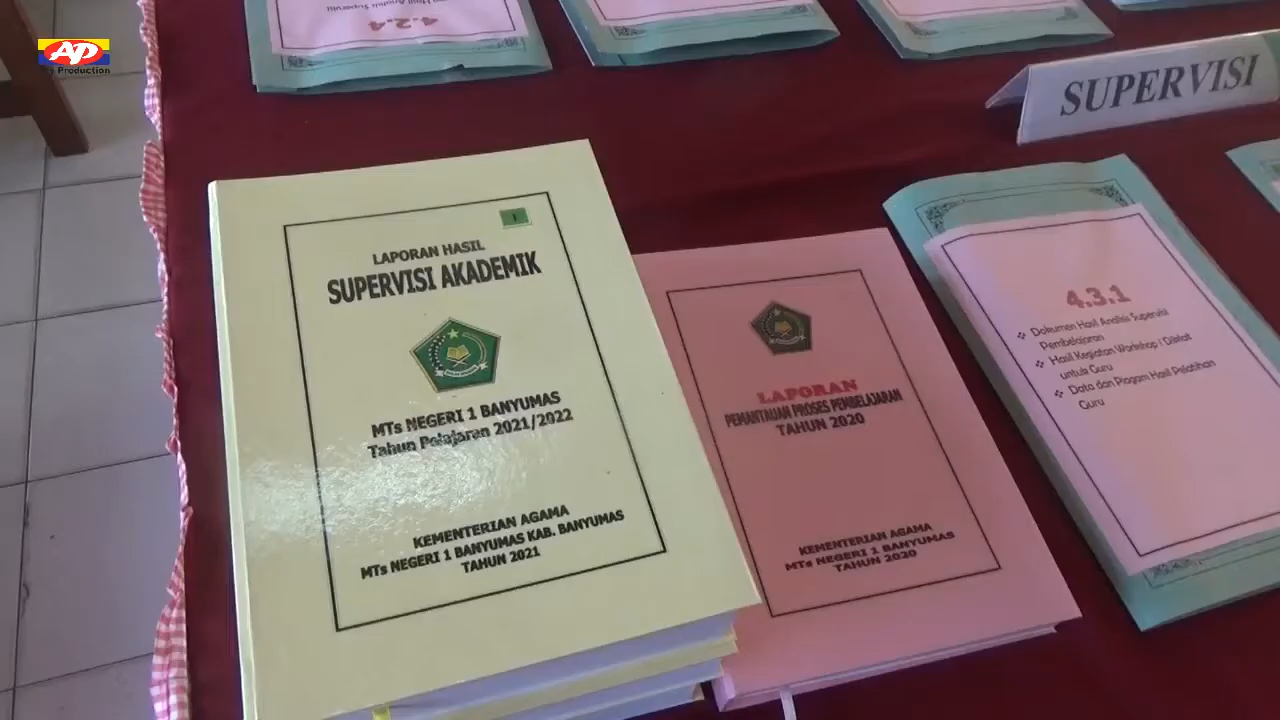 AP
Production
4.2.4
SUPERVISI
1
LAPORAN HASIL
SUPERVISI AKADEMIK
MTs NEGERI 1 BANYUMAS
Tahun Pelajaran 2021/2022
KEMENTERIAN AGAMA
MTs NEGERI 1 BANYUMAS KAB. BANYUMAS
TAHUN 2021
LAPORAN
PEMANTAUAN PROSES PEMBELAJARAN
TAHUN 2020
KEMENTERIAN AGAMA
MTs NEGERI 1 BANYUMAS
TAHUN 2020
4.3.1
Dokumen Hasil Analisis Supervisi
Pembelajaran
Hasil Kegiatan Workshop / Diklat
untuk Guru
Data dan Piagam Hasil Pelatihan
Guru